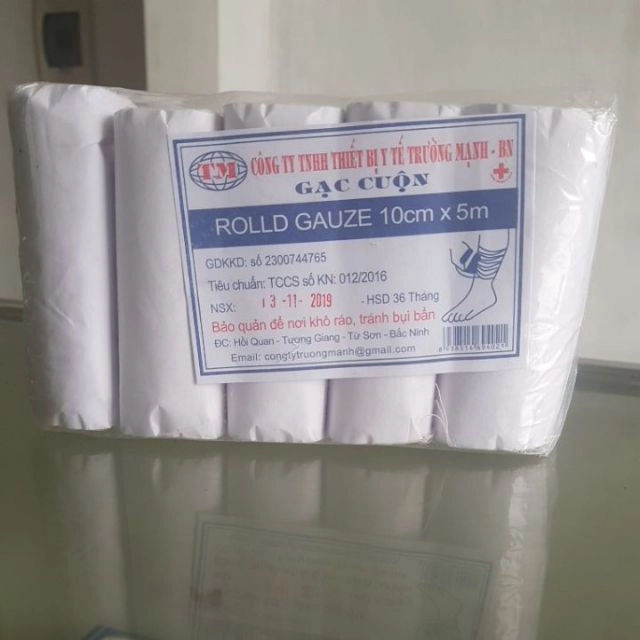 TM
CÔNG TY TNHH THIẾT BỊ Y TẾ TRƯỜNG MẠNH - BN
GẠC CUỘN
ROLLD GAUZE 10cm x 5m
GDKKD: số 2300744765
Tiêu chuẩn: TCCS số KN: 012/2016
NSX: 13-11-2019 - HSD 36 Tháng
Bảo quản để nơi khô ráo, tránh bụi bẩn
ĐC: Hồi Quan - Tương Giang - Từ Sơn - Bắc Ninh
Email: congtytruongmanh@gmail.com